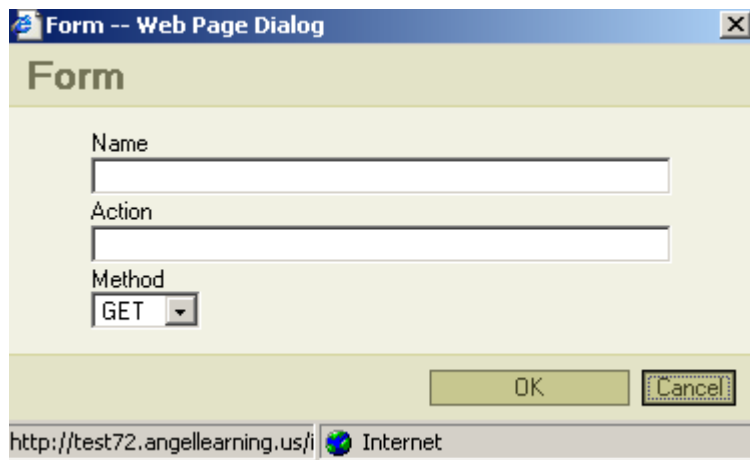 Form -- Web Page Dialog
Form
Name
Action
Method
GET
OK Cancel
http://test72.angellearning.us/i Internet